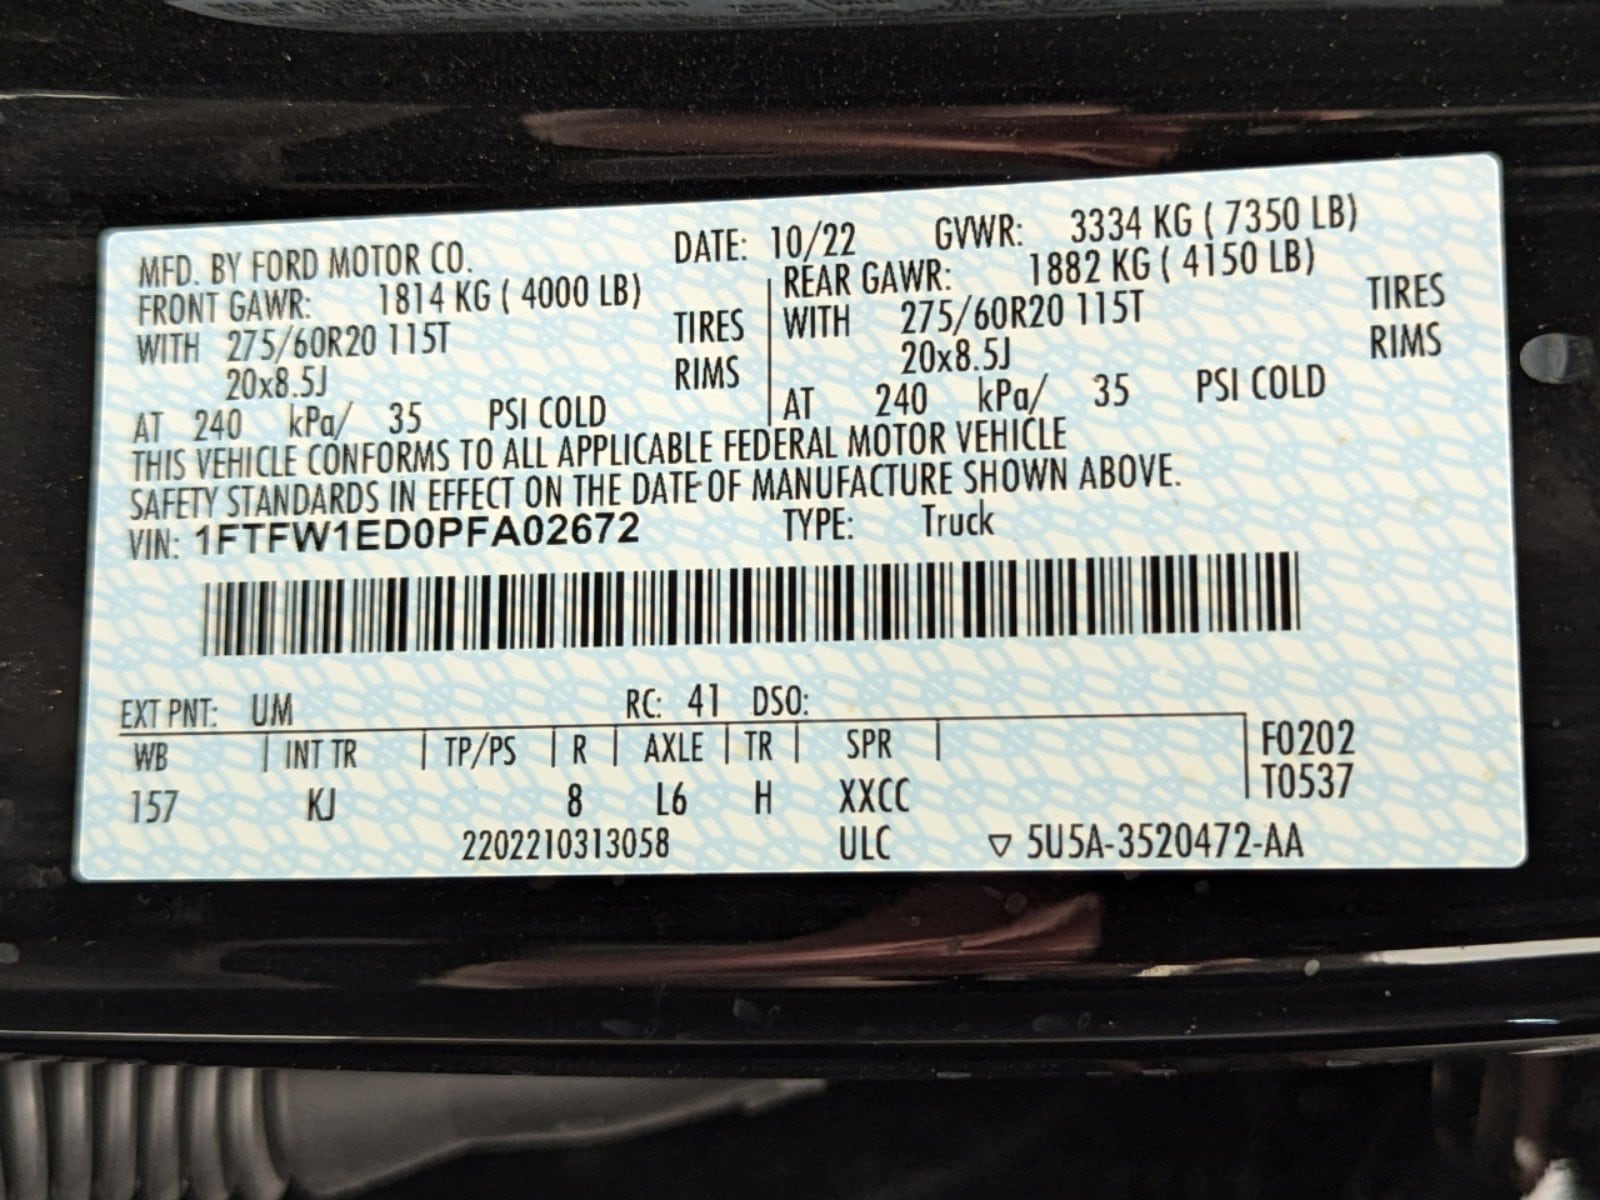 MFD. BY FORD MOTOR CO. DATE: 10/22 GVWR: 3334 KG ( 7350 LB)
FRONT GAWR: 1814 KG ( 4000 LB) REAR GAWR: 1882 KG ( 4150 LB)
WITH 275/60R20 115T TIRES WITH 275/60R20 115T TIRES
20x8.5J RIMS 20x8.5J RIMS
AT 240 kPa/ 35 PSI COLD AT 240 kPa/ 35 PSI COLD
THIS VEHICLE CONFORMS TO ALL APPLICABLE FEDERAL MOTOR VEHICLE
SAFETY STANDARDS IN EFFECT ON THE DATE OF MANUFACTURE SHOWN ABOVE.
VIN: 1FTFW1ED0PFA02672 TYPE: Truck
EXT PNT: UM RC: 41 DSO:
WB INT TR TP/PS R AXLE TR SPR F0202
T0537
157 KJ 8 L6 H XXCC
2202210313058 ULC ▽ 5U5A-3520472-AA